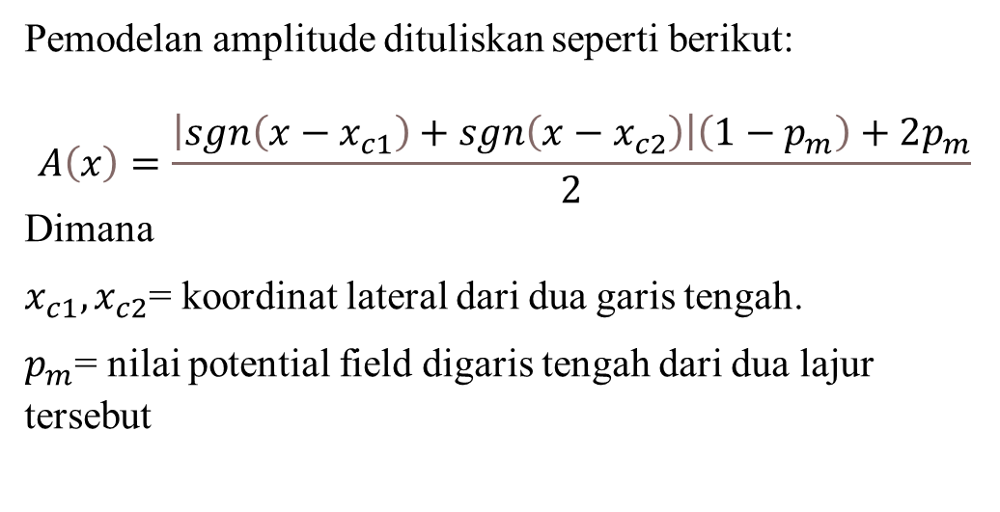 Pemodelan amplitude dituliskan seperti berikut:
A(x) = \frac{|sgn(x − x_{c1}) + sgn(x − x_{c2})|(1 − p_m) + 2p_m}{2}
Dimana
x_{c1}, x_{c2}= koordinat lateral dari dua garis tengah.
p_m= nilai potential field digaris tengah dari dua lajur
tersebut